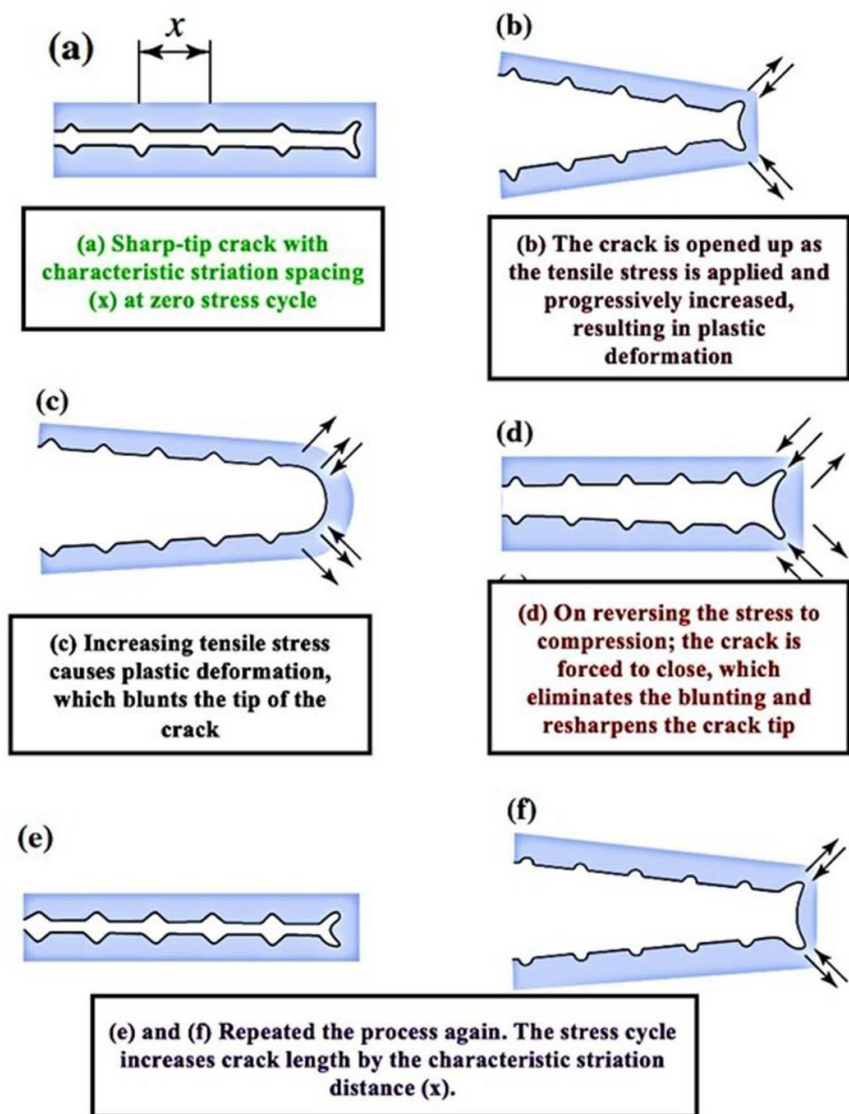 (a)
x
(b)
(a) Sharp-tip crack with
characteristic striation spacing
(x) at zero stress cycle
(b) The crack is opened up as
the tensile stress is applied and
progressively increased,
resulting in plastic
deformation
(c)
(d)
(c) Increasing tensile stress
causes plastic deformation,
which blunts the tip of the
crack
(d) On reversing the stress to
compression; the crack is
forced to close, which
eliminates the blunting and
resharpens the crack tip
(e)
(f)
(e) and (f) Repeated the process again. The stress cycle
increases crack length by the characteristic striation
distance (x).